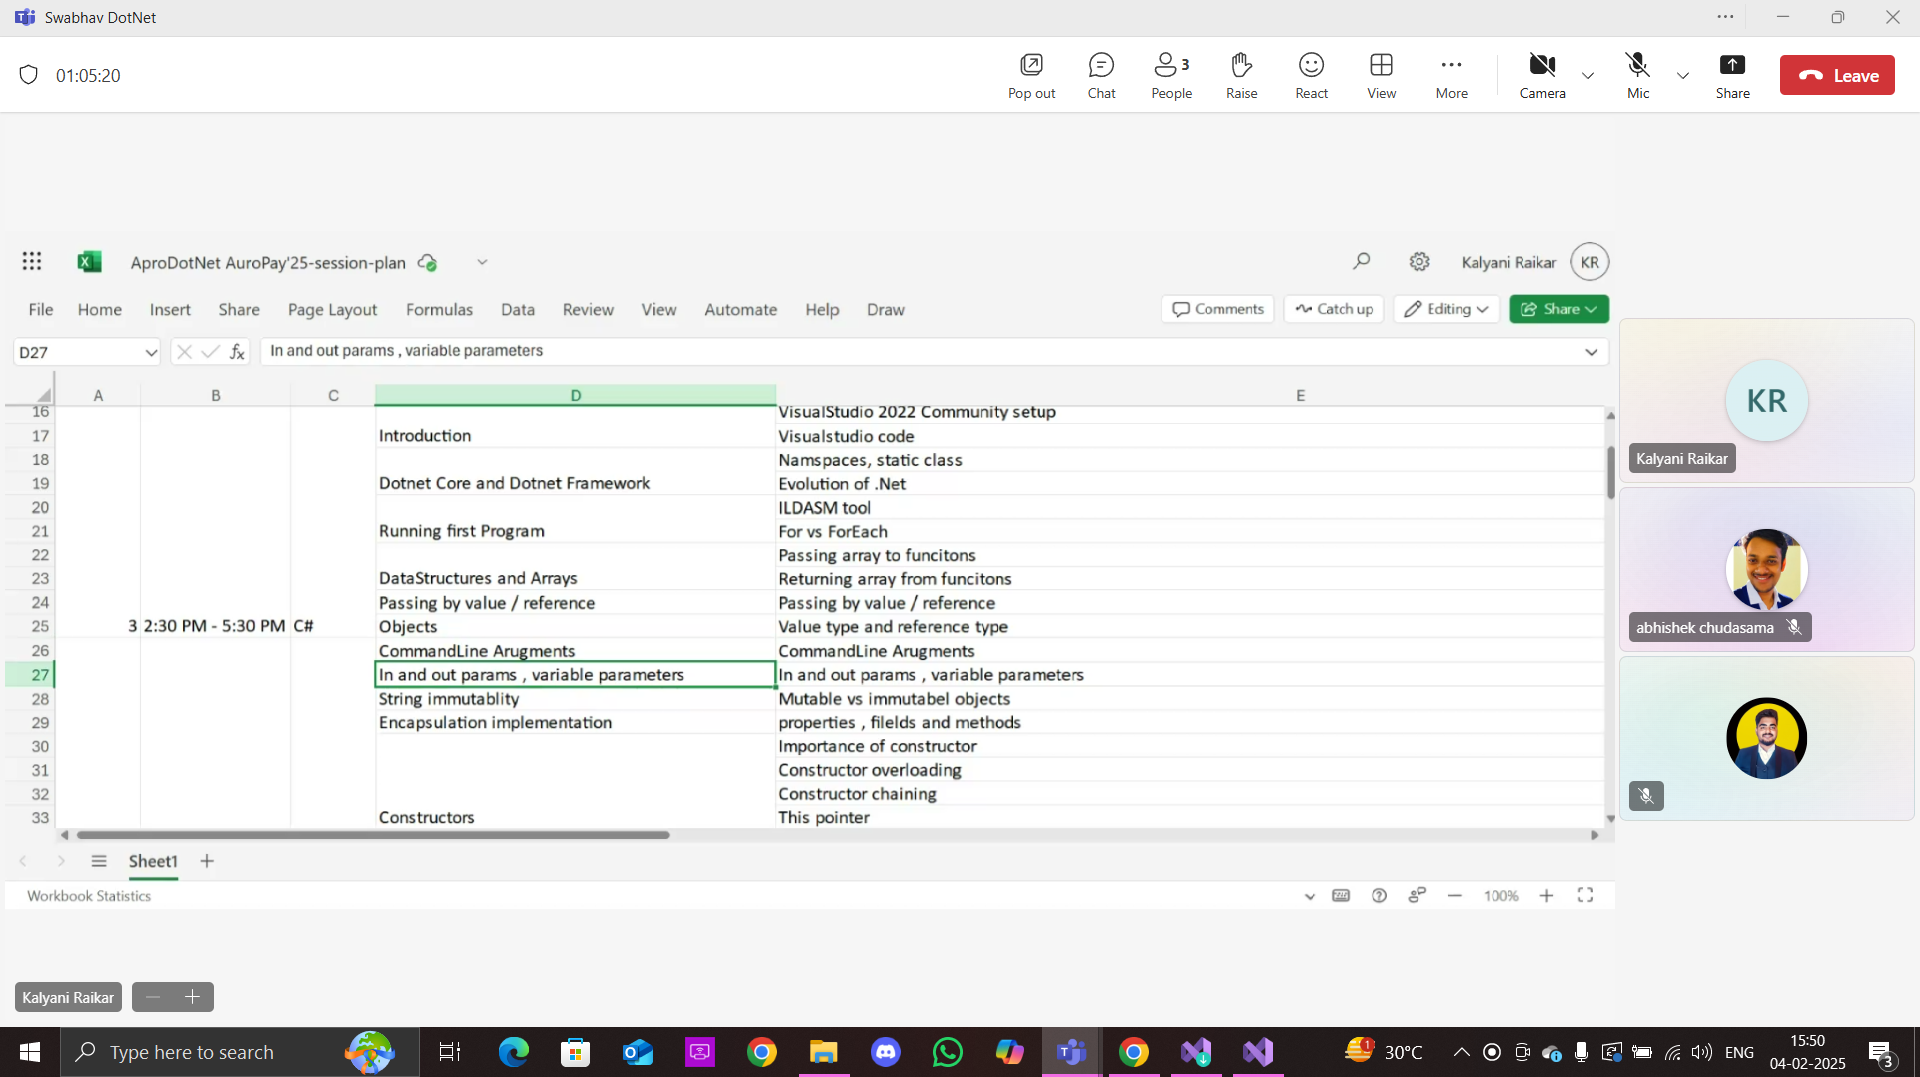 Swabhav DotNet
01:05:20
Pop out
Chat
3
People
Raise
React
View
More
Camera
Mic
Share
Leave
AproDotNet AuroPay'25-session-plan
Kalyani Raikar
KR
File Home Insert Share Page Layout Formulas Data Review View Automate Help Draw
Comments
Catch up
Editing
Share
D27
fx
In and out params , variable parameters
A B C D E
16 VisualStudio 2022 Community setup
17 Introduction Visualstudio code
18 Namspaces, static class
19 Dotnet Core and Dotnet Framework Evolution of .Net
20 ILDASM tool
21 Running first Program For vs ForEach
22 Passing array to funcitons
23 DataStructures and Arrays Returning array from funcitons
24 Passing by value / reference Passing by value / reference
25 3 2:30 PM - 5:30 PM C# Objects Value type and reference type
26 CommandLine Arugments CommandLine Arugments
27 In and out params , variable parameters In and out params , variable parameters
28 String immutablity Mutable vs immutabel objects
29 Encapsulation implementation properties , filelds and methods
30 Importance of constructor
31 Constructor overloading
32 Constructor chaining
33 Constructors This pointer
Sheet1
Workbook Statistics
100%
KR
Kalyani Raikar
abhishek chudasama
Kalyani Raikar
Type here to search
1
30°C
ENG
15:50
04-02-2025
3